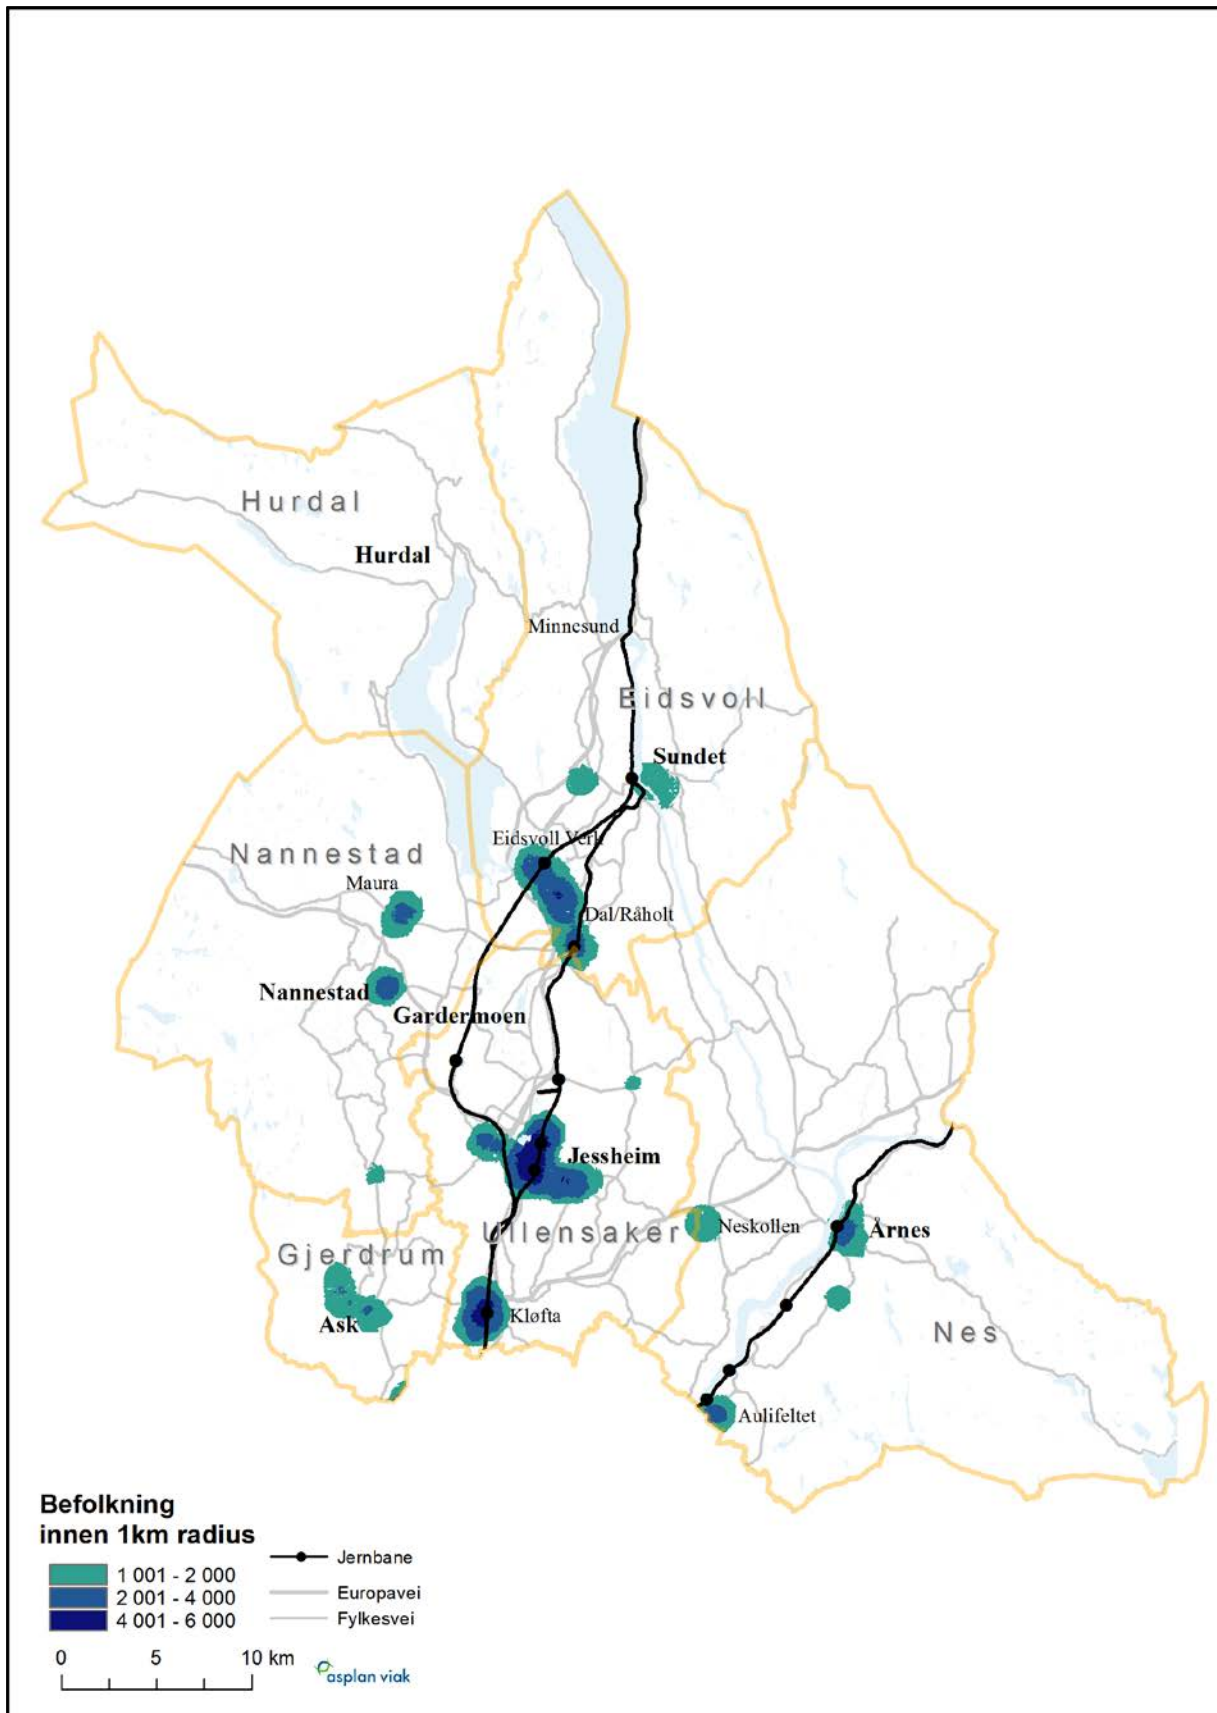 Hurdal
Hurdal
Minnesund
Eidsvoll
Sundet
Eidsvoll Verk
Nannestad
Maura
Dal/Råholt
Nannestad
Gardermoen
Jessheim
Ullensaker
Neskollen
Årnes
Gjerdrum
Ask
Kløfta
Nes
Aulifeltet
Befolkning
innen 1km radius
1 001 - 2 000
2 001 - 4 000
4 001 - 6 000
Jernbane
Europavei
Fylkesvei
0 5 10 km
asplan viak